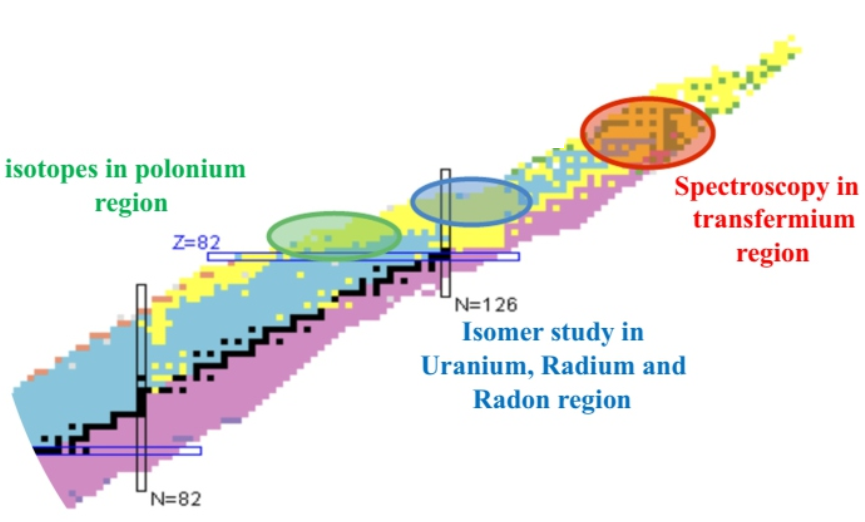 isotopes in polonium
region
Z=82
Spectroscopy in
transfermium
region
N=126
Isomer study in
Uranium, Radium and
Radon region
N=82